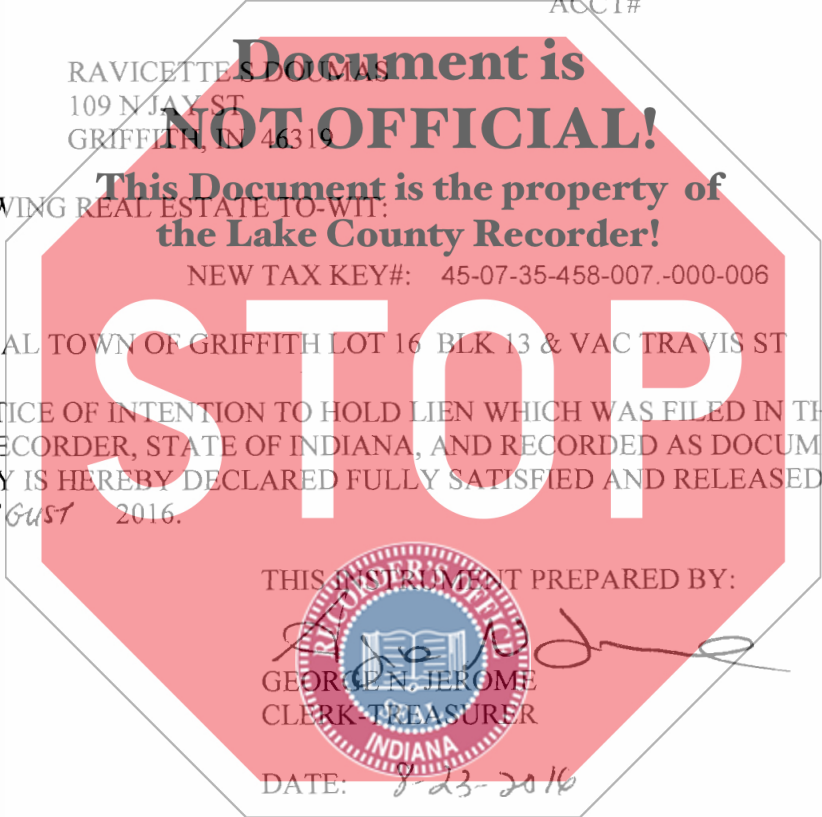 ACCT#
Document is
RAVICETTE S DOUMAS
109 N JAY ST
NOT OFFICIAL!
GRIFFITH, IN 46319
This Document is the property of
WING REAL ESTATE TO-WIT:
the Lake County Recorder!
NEW TAX KEY#: 45-07-35-458-007.-000-006
STOP
AL TOWN OF GRIFFITH LOT 16 BLK 13 & VAC TRAVIS ST
TICE OF INTENTION TO HOLD LIEN WHICH WAS FILED IN TH
ECORDER, STATE OF INDIANA, AND RECORDED AS DOCUM
Y IS HEREBY DECLARED FULLY SATISFIED AND RELEASED
GUST 2016.
THIS INSTRUMENT PREPARED BY:
RECORDER'S OFFICE
GEORGE N. JEROME
SEAL
CLERK-TREASURER
INDIANA
DATE: 8-23-2016